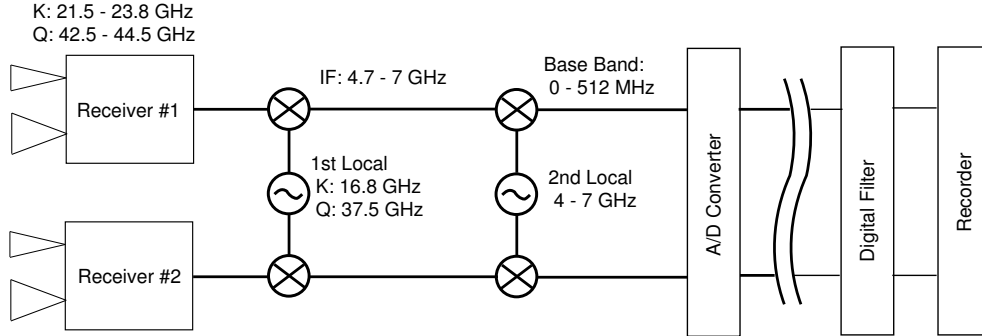 K: 21.5 - 23.8 GHz
Q: 42.5 - 44.5 GHz
Receiver #1
IF: 4.7 - 7 GHz
Base Band:
0 - 512 MHz
1st Local
K: 16.8 GHz
Q: 37.5 GHz
2nd Local
4 - 7 GHz
A/D Converter
Digital Filter
Recorder
Receiver #2